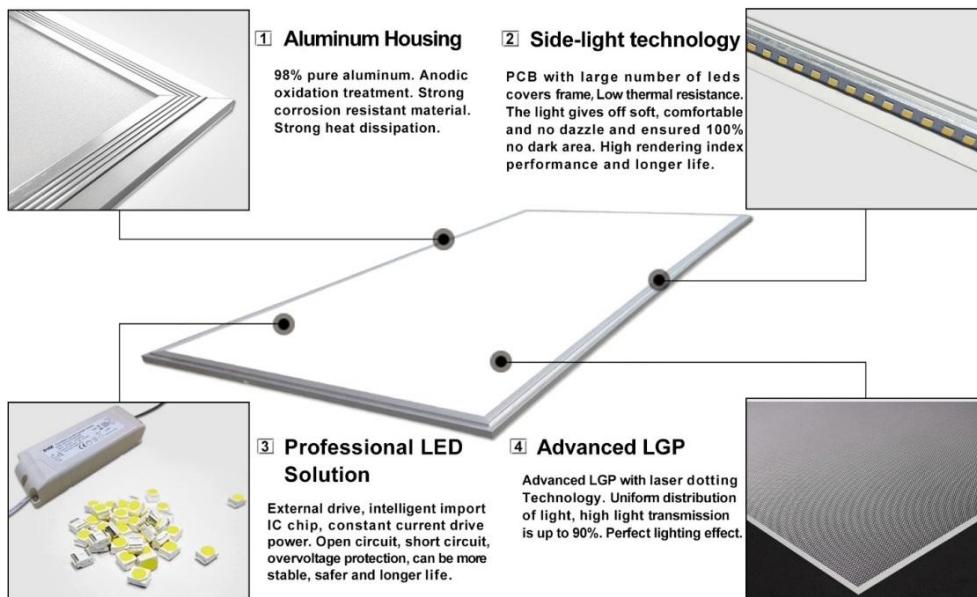 1 Aluminum Housing
98% pure aluminum. Anodic
oxidation treatment. Strong
corrosion resistant material.
Strong heat dissipation.
2 Side-light technology
PCB with large number of leds
covers frame, Low thermal resistance.
The light gives off soft, comfortable
and no dazzle and ensured 100%
no dark area. High rendering index
performance and longer life.
3 Professional LED
Solution
External drive, intelligent import
IC chip, constant current drive
power. Open circuit, short circuit,
overvoltage protection, can be more
stable, safer and longer life.
4 Advanced LGP
Advanced LGP with laser dotting
Technology. Uniform distribution
of light, high light transmission
is up to 90%. Perfect lighting effect.